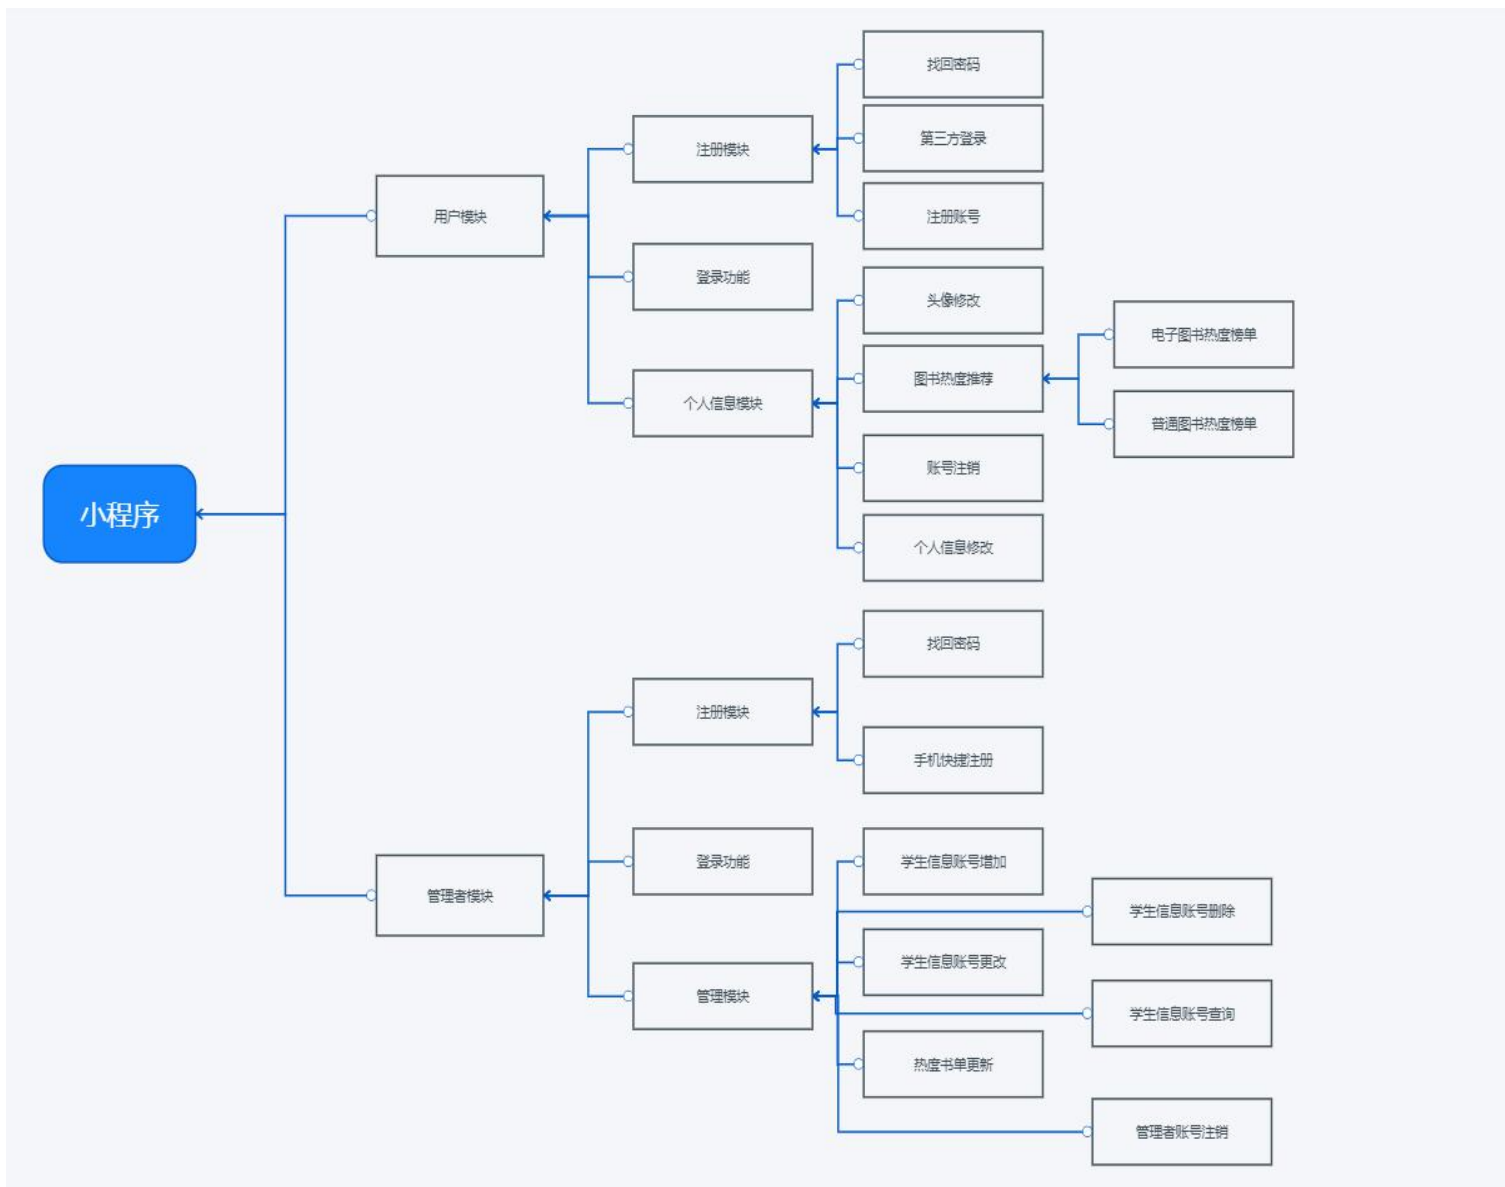 小程序
用户模块
注册模块
找回密码
第三方登录
注册账号
登录功能
个人信息模块
头像修改
图书热度推荐
电子图书热度榜单
普通图书热度榜单
账号注销
个人信息修改
管理者模块
注册模块
找回密码
手机快捷注册
登录功能
管理模块
学生信息账号增加
学生信息账号删除
学生信息账号更改
学生信息账号查询
热度书单更新
管理者账号注销